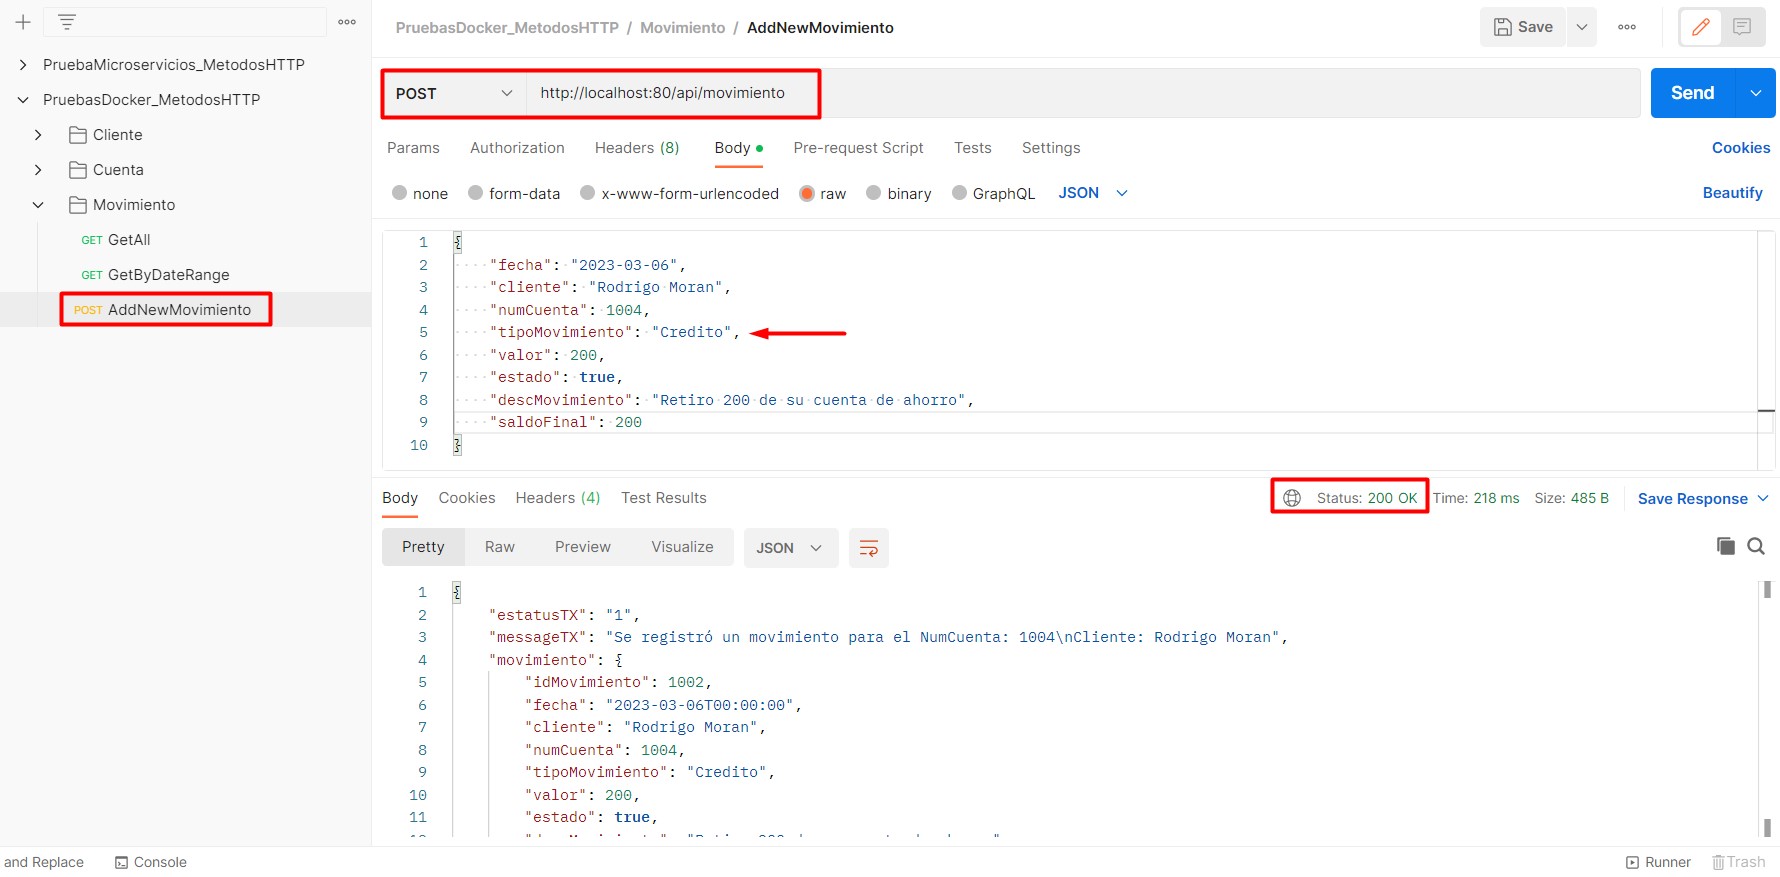 PruebaMicroservicios_MetodosHTTP
PruebasDocker_MetodosHTTP
Cliente
Cuenta
Movimiento
GET GetAll
GET GetByDateRange
POST AddNewMovimiento
PruebasDocker_MetodosHTTP / Movimiento / AddNewMovimiento
Save
POST http://localhost:80/api/movimiento
Send
Params Authorization Headers (8) Body Pre-request Script Tests Settings Cookies
none form-data x-www-form-urlencoded raw binary GraphQL JSON Beautify
1 {
2 "fecha": "2023-03-06",
3 "cliente": "Rodrigo Moran",
4 "numCuenta": 1004,
5 "tipoMovimiento": "Credito",
6 "valor": 200,
7 "estado": true,
8 "descMovimiento": "Retiro 200 de su cuenta de ahorro",
9 "saldoFinal": 200
10 }
Body Cookies Headers (4) Test Results Status: 200 OK Time: 218 ms Size: 485 B Save Response
Pretty Raw Preview Visualize JSON
1 {
2 "estatusTX": "1",
3 "messageTX": "Se registró un movimiento para el NumCuenta: 1004\nCliente: Rodrigo Moran",
4 "movimiento": {
5 "idMovimiento": 1002,
6 "fecha": "2023-03-06T00:00:00",
7 "cliente": "Rodrigo Moran",
8 "numCuenta": 1004,
9 "tipoMovimiento": "Credito",
10 "valor": 200,
11 "estado": true,
and Replace Console Runner Trash